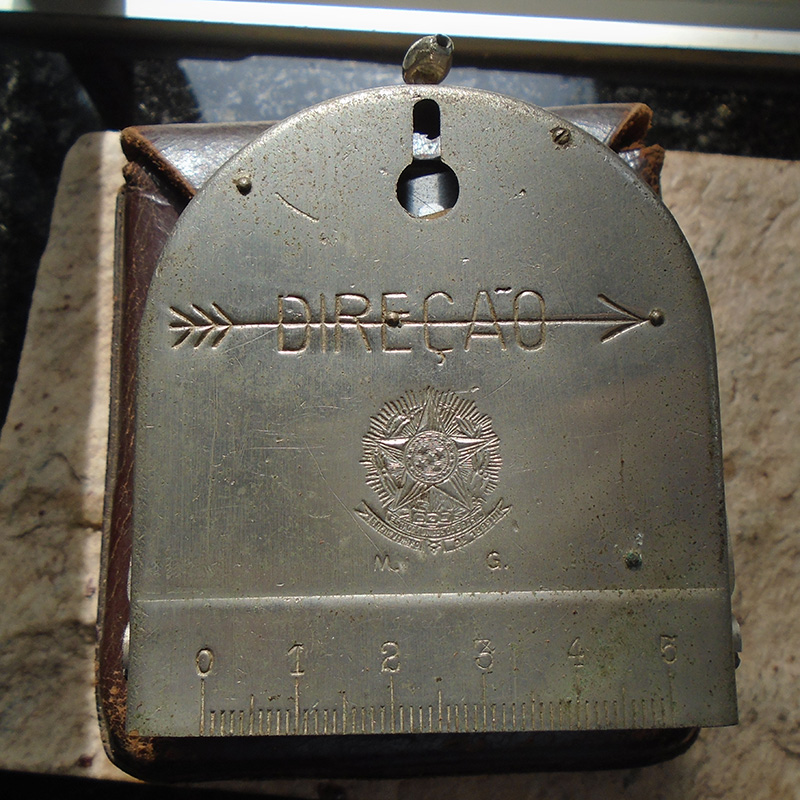 DIREÇÃO
M. G.
0 1 2 3 4 5